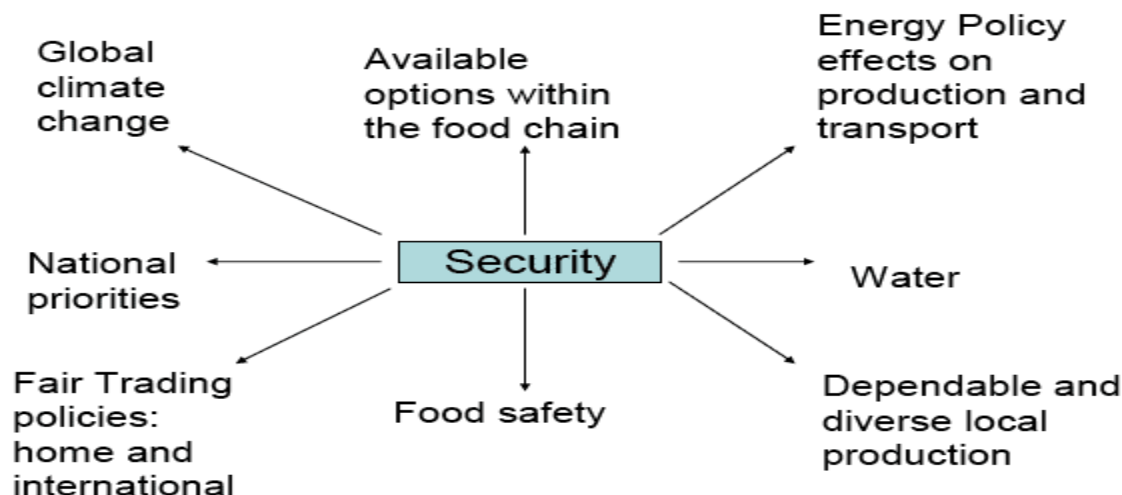 Global
climate
change
Available
options within
the food chain
Energy Policy
effects on
production and
transport
National
priorities
Security
Water
Fair Trading
policies:
home and
international
Food safety
Dependable and
diverse local
production